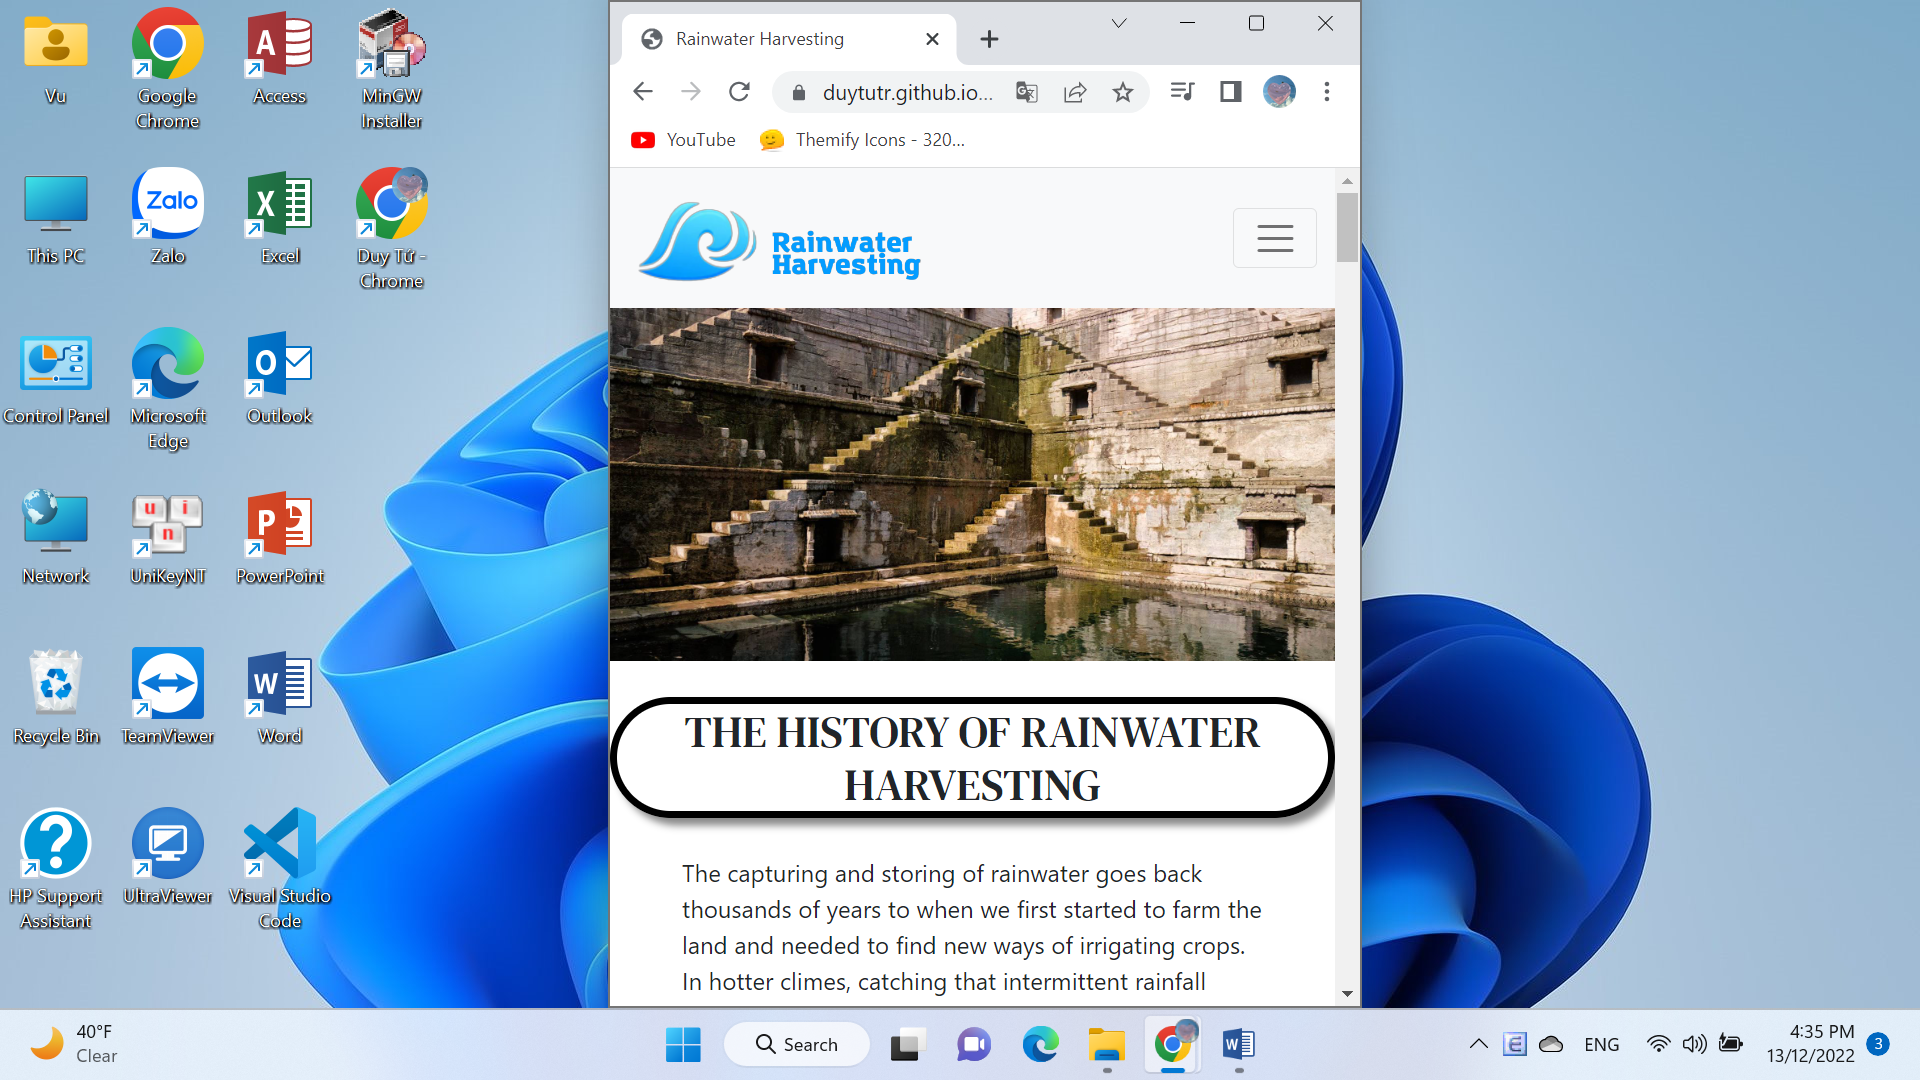 Vu
Google
Chrome
Access
MinGW
Installer
This PC
Zalo
Zalo
Excel
Duy Tứ -
Chrome
Control Panel
Microsoft
Edge
Outlook
Network
u i n
UniKeyNT
PowerPoint
Recycle Bin
TeamViewer
Word
HP Support
Assistant
UltraViewer
Visual Studio
Code
Rainwater Harvesting
duytutr.github.io...
YouTube
Themify Icons - 320...
Rainwater
Harvesting
THE HISTORY OF RAINWATER
HARVESTING
The capturing and storing of rainwater goes back
thousands of years to when we first started to farm the
land and needed to find new ways of irrigating crops.
In hotter climes, catching that intermittent rainfall
40°F
Clear
Search
ENG
4:35 PM
13/12/2022
3